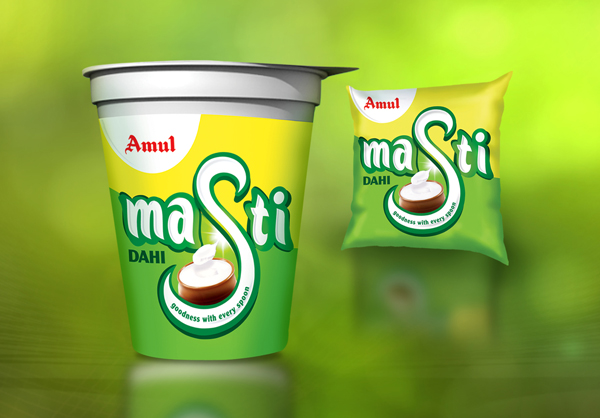 Amul
maSti
DAHI
goodness with every spoon
Amul
maSti
DAHI
goodness with every spoon